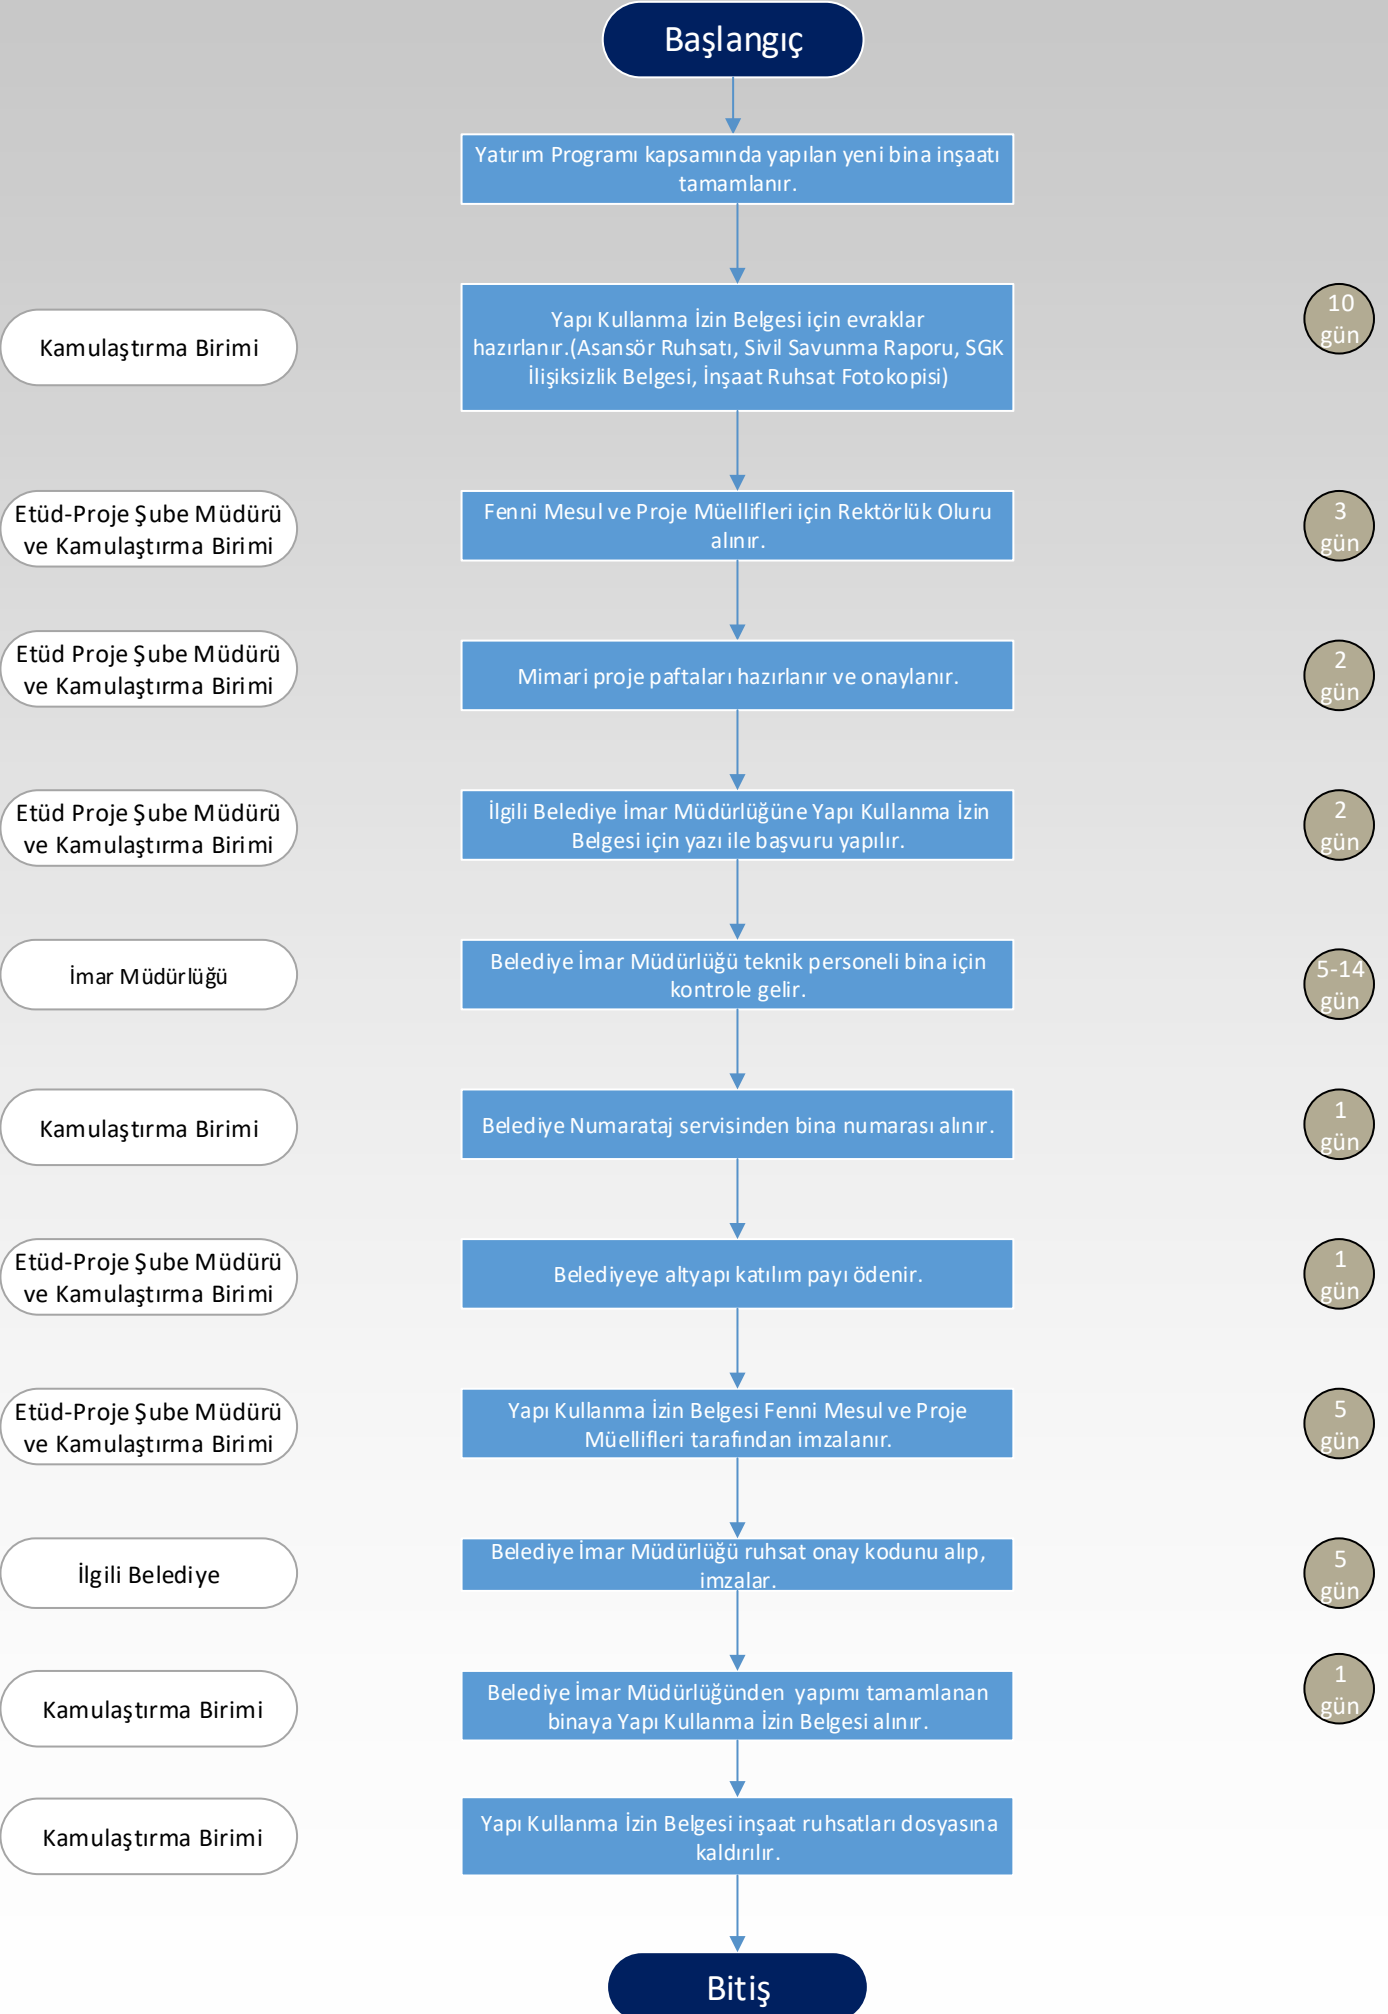 Başlangıç
Yatırım Programı kapsamında yapılan yeni bina inşaatı
tamamlanır.
Kamulaştırma Birimi
Yapı Kullanma İzin Belgesi için evraklar
hazırlanır.(Asansör Ruhsatı, Sivil Savunma Raporu, SGK
İlişiksizlik Belgesi, İnşaat Ruhsat Fotokopisi)
10
gün
Etüd-Proje Şube Müdürü
ve Kamulaştırma Birimi
Fenni Mesul ve Proje Müellifleri için Rektörlük Oluru
alınır.
3
gün
Etüd Proje Şube Müdürü
ve Kamulaştırma Birimi
Mimari proje paftaları hazırlanır ve onaylanır.
2
gün
Etüd Proje Şube Müdürü
ve Kamulaştırma Birimi
İlgili Belediye İmar Müdürlüğüne Yapı Kullanma İzin
Belgesi için yazı ile başvuru yapılır.
2
gün
İmar Müdürlüğü
Belediye İmar Müdürlüğü teknik personeli bina için
kontrole gelir.
5-14
gün
Kamulaştırma Birimi
Belediye Numarataj servisinden bina numarası alınır.
1
gün
Etüd-Proje Şube Müdürü
ve Kamulaştırma Birimi
Belediyeye altyapı katılım payı ödenir.
1
gün
Etüd-Proje Şube Müdürü
ve Kamulaştırma Birimi
Yapı Kullanma İzin Belgesi Fenni Mesul ve Proje
Müellifleri tarafından imzalanır.
5
gün
İlgili Belediye
Belediye İmar Müdürlüğü ruhsat onay kodunu alıp,
imzalar.
5
gün
Kamulaştırma Birimi
Belediye İmar Müdürlüğünden yapımı tamamlanan
binaya Yapı Kullanma İzin Belgesi alınır.
1
gün
Kamulaştırma Birimi
Yapı Kullanma İzin Belgesi inşaat ruhsatları dosyasına
kaldırılır.
Bitiş